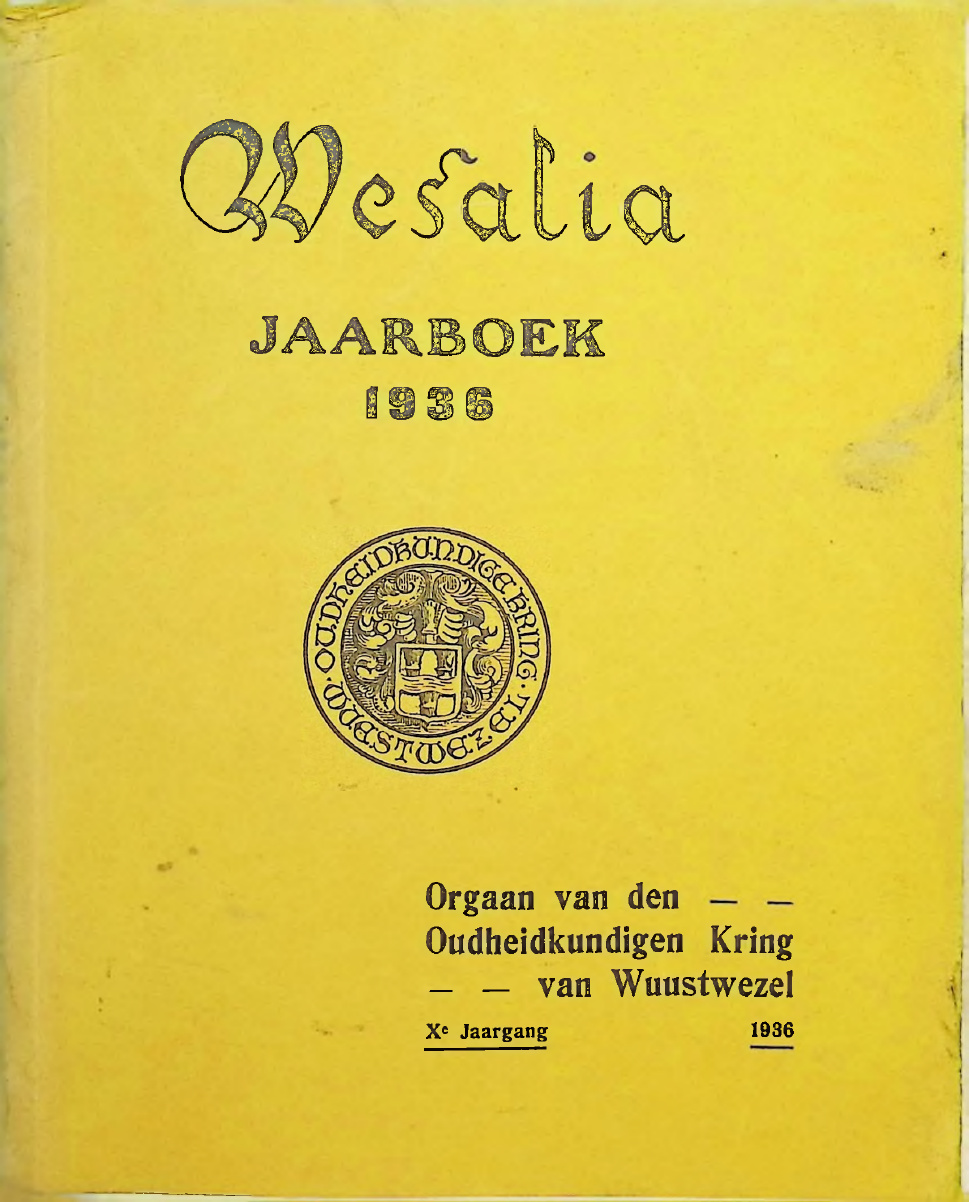 Wesalia
JAARBOEK
1936
OUDHEIDKUNDIGE KRING
WUESTWEZEL
Orgaan van den — —
Oudheidkundigen Kring
— — van Wuustwezel
Xe Jaargang 1936